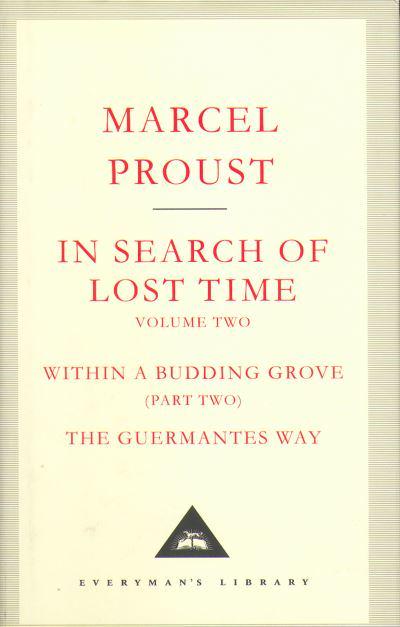 MARCEL
PROUST
IN SEARCH OF
LOST TIME
VOLUME TWO
WITHIN A BUDDING GROVE
(PART TWO)
THE GUERMANTES WAY
EVERYMAN'S LIBRARY